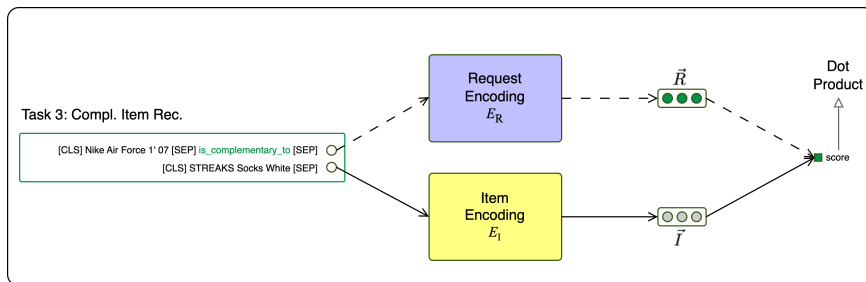 Task 3: Compl. Item Rec.
[CLS] Nike Air Force 1' 07 [SEP] is_complementary_to [SEP]
[CLS] STREAKS Socks White [SEP]
Request
Encoding
E_R
Item
Encoding
E_I
R⃗
I⃗
Dot
Product
score